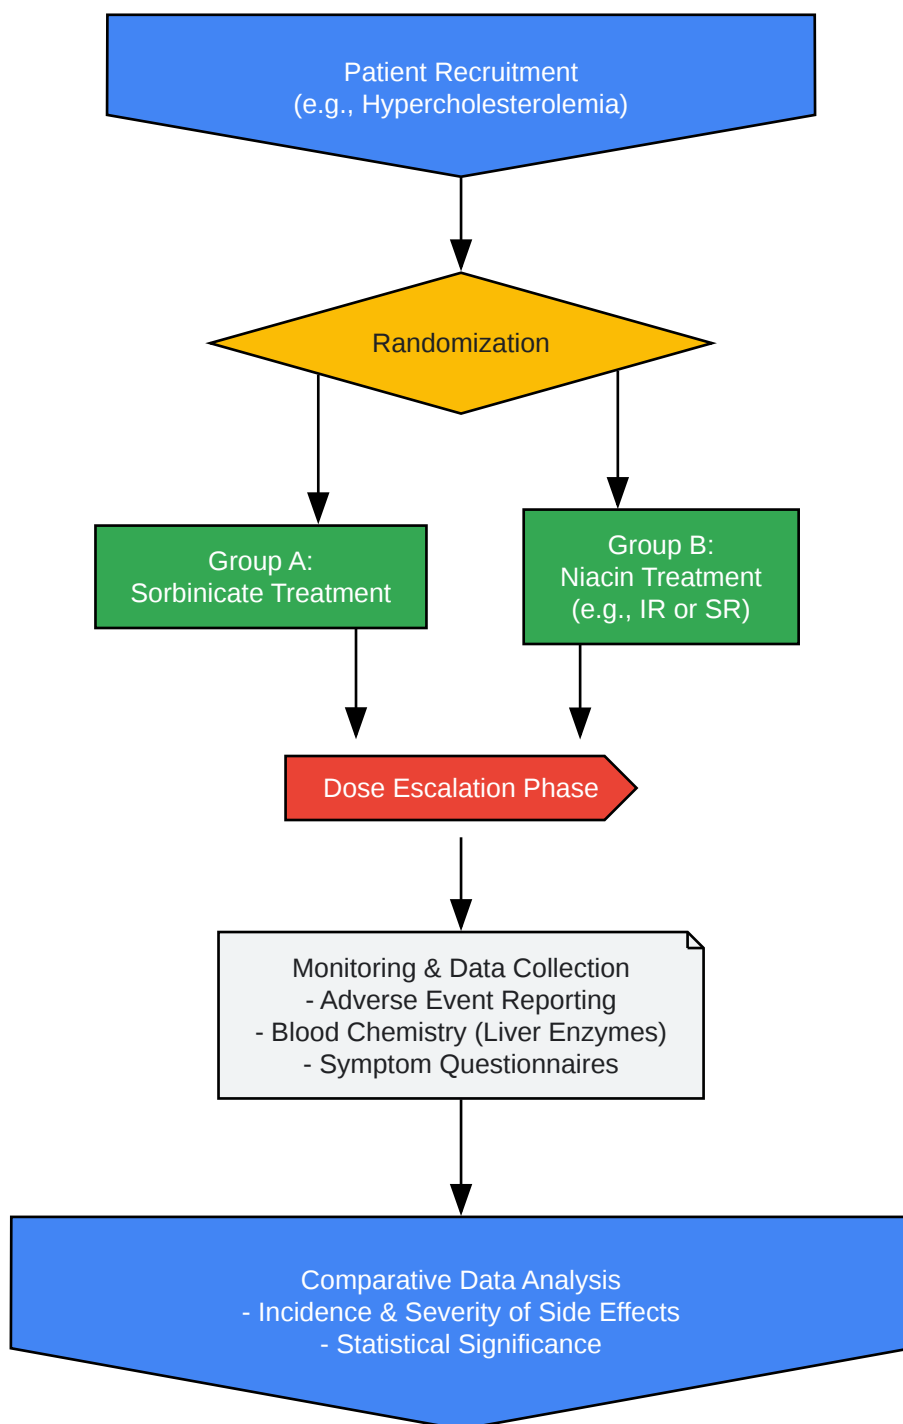 Patient Recruitment
(e.g., Hypercholesterolemia)
Randomization
Group A:
Sorbinicate Treatment
Group B:
Niacin Treatment
(e.g., IR or SR)
Dose Escalation Phase
Monitoring & Data Collection
- Adverse Event Reporting
- Blood Chemistry (Liver Enzymes)
- Symptom Questionnaires
Comparative Data Analysis
- Incidence & Severity of Side Effects
- Statistical Significance